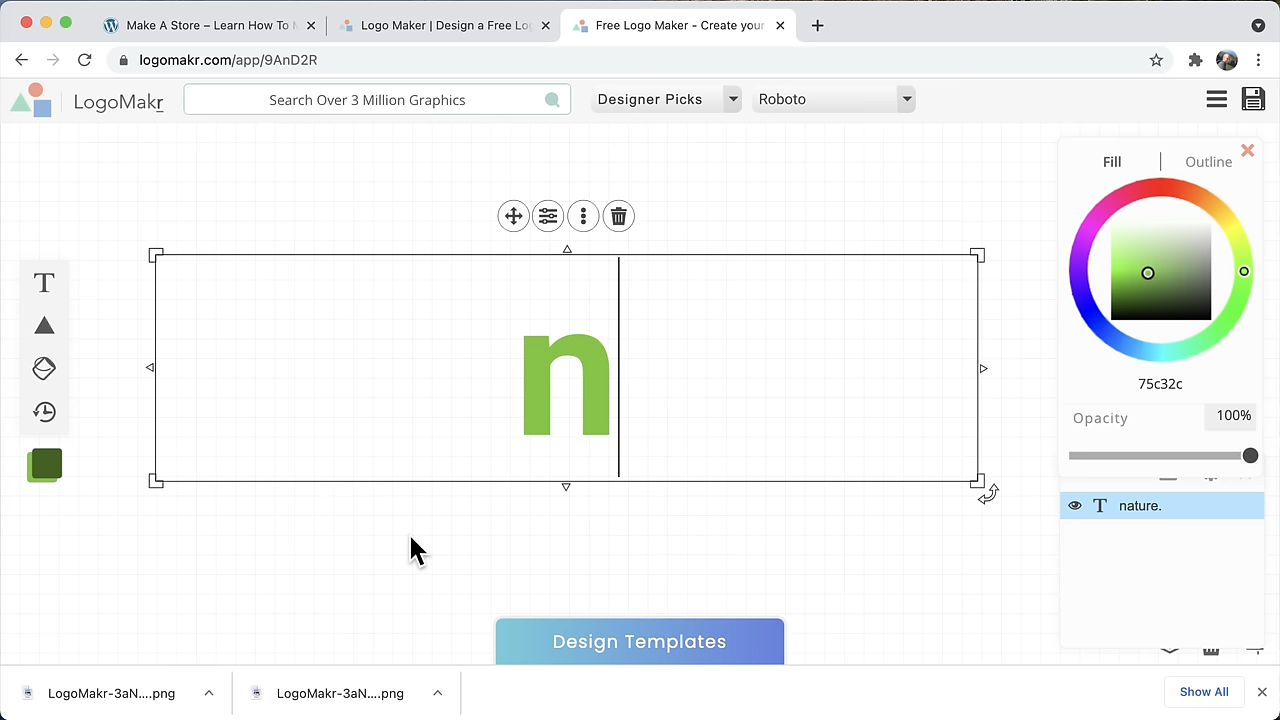 Make A Store – Learn How To M
Logo Maker | Design a Free Lo
Free Logo Maker - Create your
logomakr.com/app/9AnD2R
LogoMakr
Search Over 3 Million Graphics
Designer Picks
Roboto
Fill
Outline
n
75c32c
Opacity
100%
T
T nature.
Design Templates
LogoMakr-3aN....png
LogoMakr-3aN....png
Show All